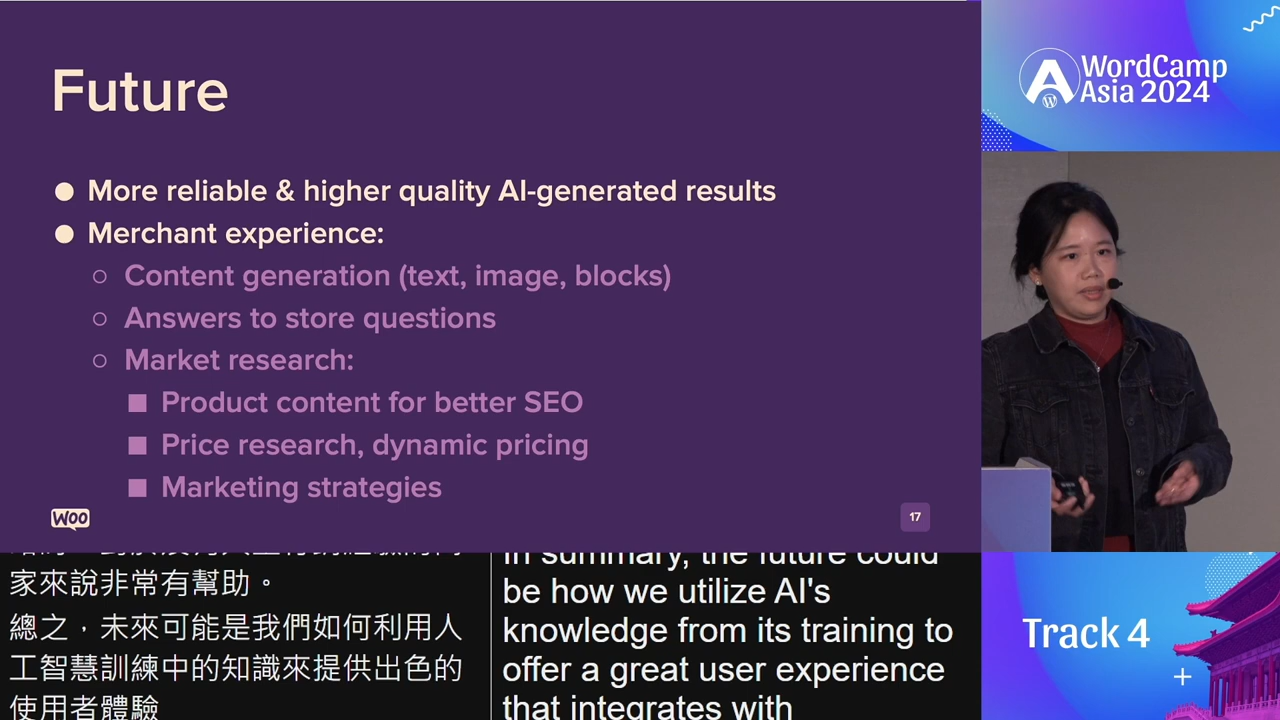 Future
More reliable & higher quality AI-generated results
Merchant experience:
Content generation (text, image, blocks)
Answers to store questions
Market research:
Product content for better SEO
Price research, dynamic pricing
Marketing strategies
WOO
17
WordCamp
Asia 2024
家來說非常有幫助。
總之，未來可能是我們如何利用人
工智慧訓練中的知識來提供出色的
使用者體驗
In summary, the future could
be how we utilize AI's
knowledge from its training to
offer a great user experience
that integrates with
Track 4